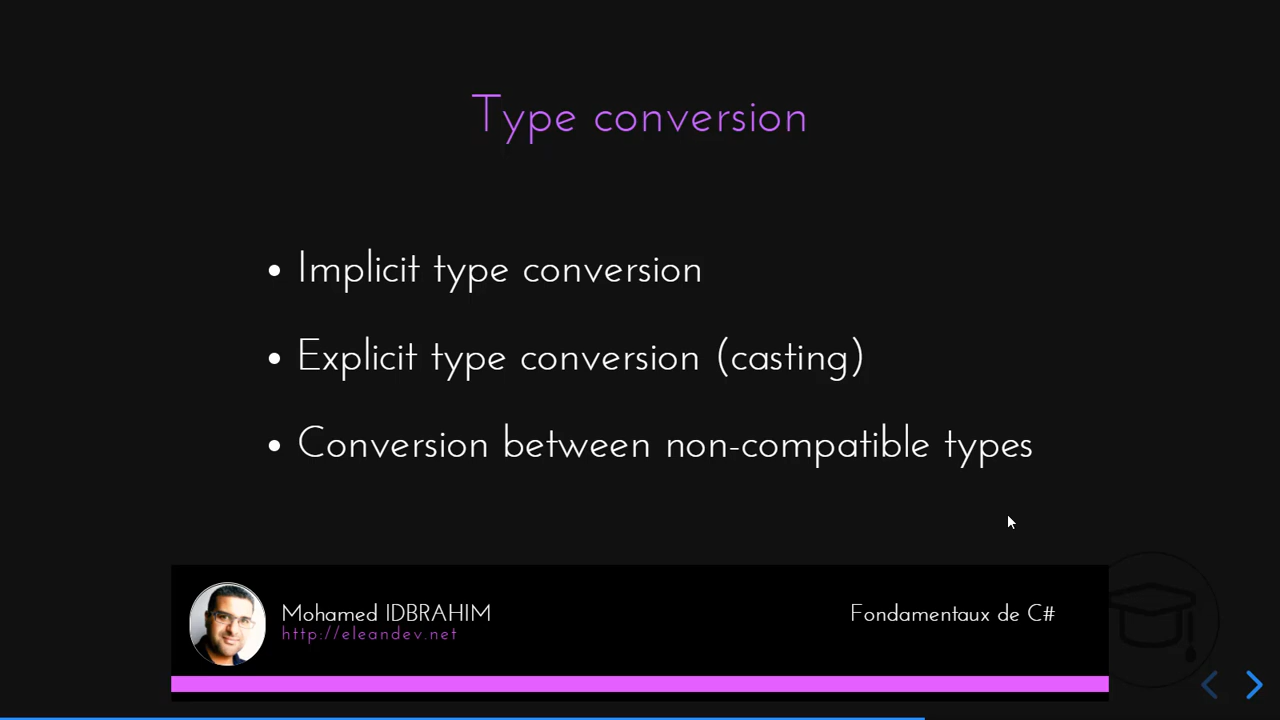 Type conversion
Implicit type conversion
Explicit type conversion (casting)
Conversion between non-compatible types
Mohamed IDBRAHIM
http://eleandev.net
Fondamentaux de C#